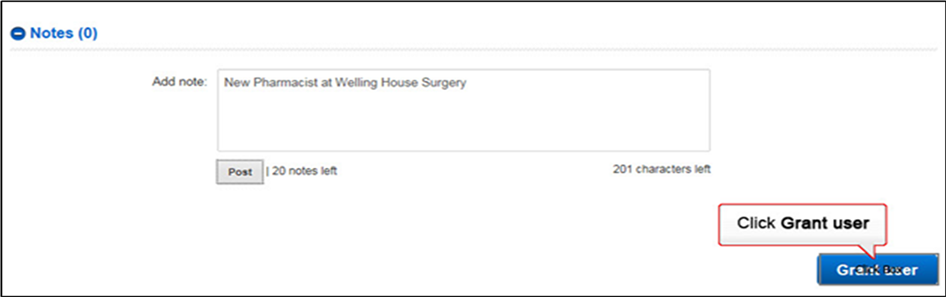 Notes (0)
Add note:
New Pharmacist at Welling House Surgery
Post | 20 notes left
201 characters left
Click Grant user
Grant user